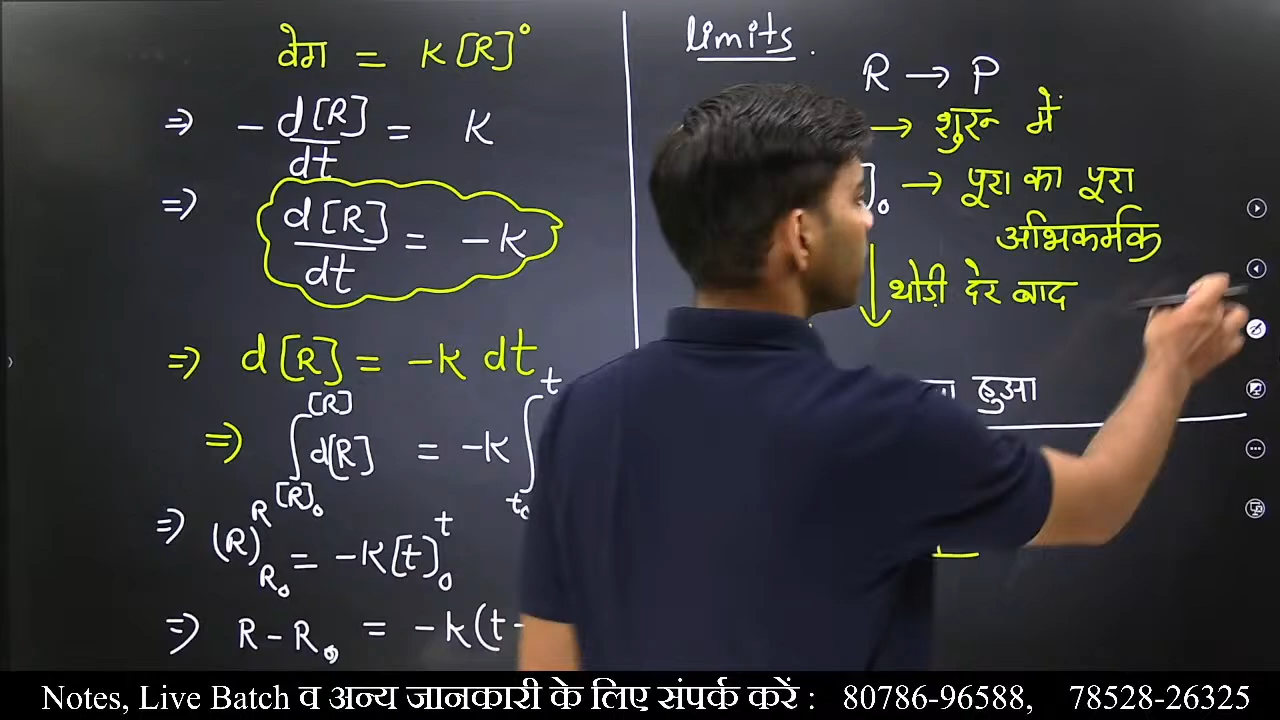 वेग = K[R]°
⇒ - d[R]/dt = K
⇒ d[R]/dt = -K
⇒ d[R] = -K dt
⇒ ∫[R]₀^[R] d[R] = -K ∫t₀^t
⇒ (R)R₀^R = -K[t]₀^t
⇒ R - R₀ = -K(t -
limits.
R → P
→ शुरू में
]₀ → पूरा का पूरा
अभिकर्मक
↓ थोड़ी देर बाद
हुआ
Notes, Live Batch व अन्य जानकारी के लिए संपर्क करें : 80786-96588, 78528-26325